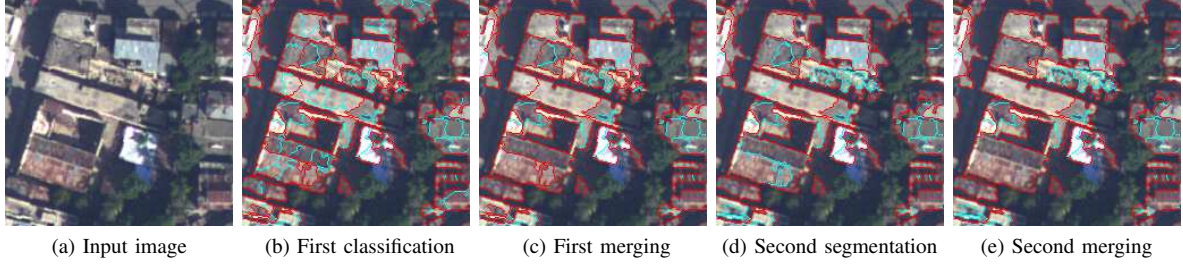 (a) Input image
(b) First classification
(c) First merging
(d) Second segmentation
(e) Second merging